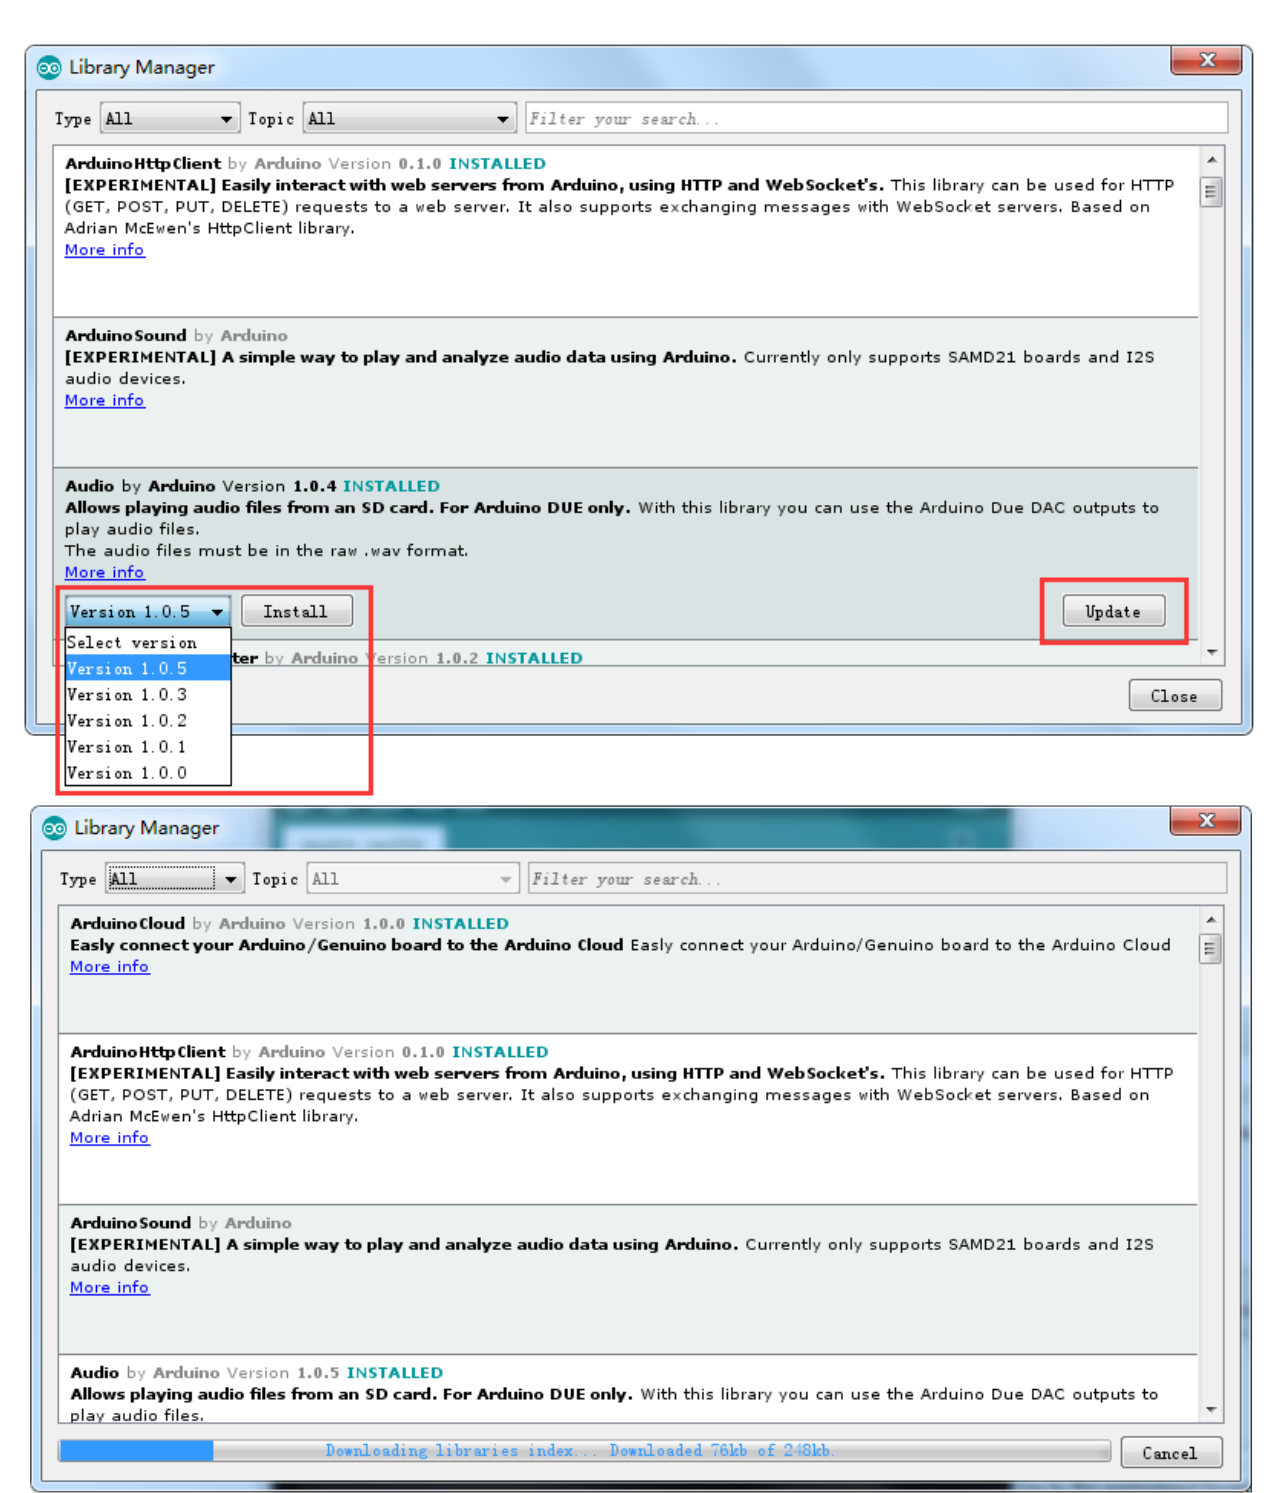 Library Manager
x
Type All Topic All Filter your search...
ArduinoHttpClient by Arduino Version 0.1.0 INSTALLED
[EXPERIMENTAL] Easily interact with web servers from Arduino, using HTTP and WebSocket's. This library can be used for HTTP
(GET, POST, PUT, DELETE) requests to a web server. It also supports exchanging messages with WebSocket servers. Based on
Adrian McEwen's HttpClient library.
More info
ArduinoSound by Arduino
[EXPERIMENTAL] A simple way to play and analyze audio data using Arduino. Currently only supports SAMD21 boards and I2S
audio devices.
More info
Audio by Arduino Version 1.0.4 INSTALLED
Allows playing audio files from an SD card. For Arduino DUE only. With this library you can use the Arduino Due DAC outputs to
play audio files.
The audio files must be in the raw .wav format.
More info
Version 1.0.5 Install Update
Select version
ter by Arduino Version 1.0.2 INSTALLED
Version 1.0.5
Version 1.0.3
Close
Version 1.0.2
Version 1.0.1
Version 1.0.0
Library Manager
x
Type All Topic All Filter your search...
ArduinoCloud by Arduino Version 1.0.0 INSTALLED
Easly connect your Arduino/Genuino board to the Arduino Cloud Easly connect your Arduino/Genuino board to the Arduino Cloud
More info
ArduinoHttpClient by Arduino Version 0.1.0 INSTALLED
[EXPERIMENTAL] Easily interact with web servers from Arduino, using HTTP and WebSocket's. This library can be used for HTTP
(GET, POST, PUT, DELETE) requests to a web server. It also supports exchanging messages with WebSocket servers. Based on
Adrian McEwen's HttpClient library.
More info
ArduinoSound by Arduino
[EXPERIMENTAL] A simple way to play and analyze audio data using Arduino. Currently only supports SAMD21 boards and I2S
audio devices.
More info
Audio by Arduino Version 1.0.5 INSTALLED
Allows playing audio files from an SD card. For Arduino DUE only. With this library you can use the Arduino Due DAC outputs to
play audio files.
Downloading libraries index... Downloaded 76kb of 248kb.
Cancel